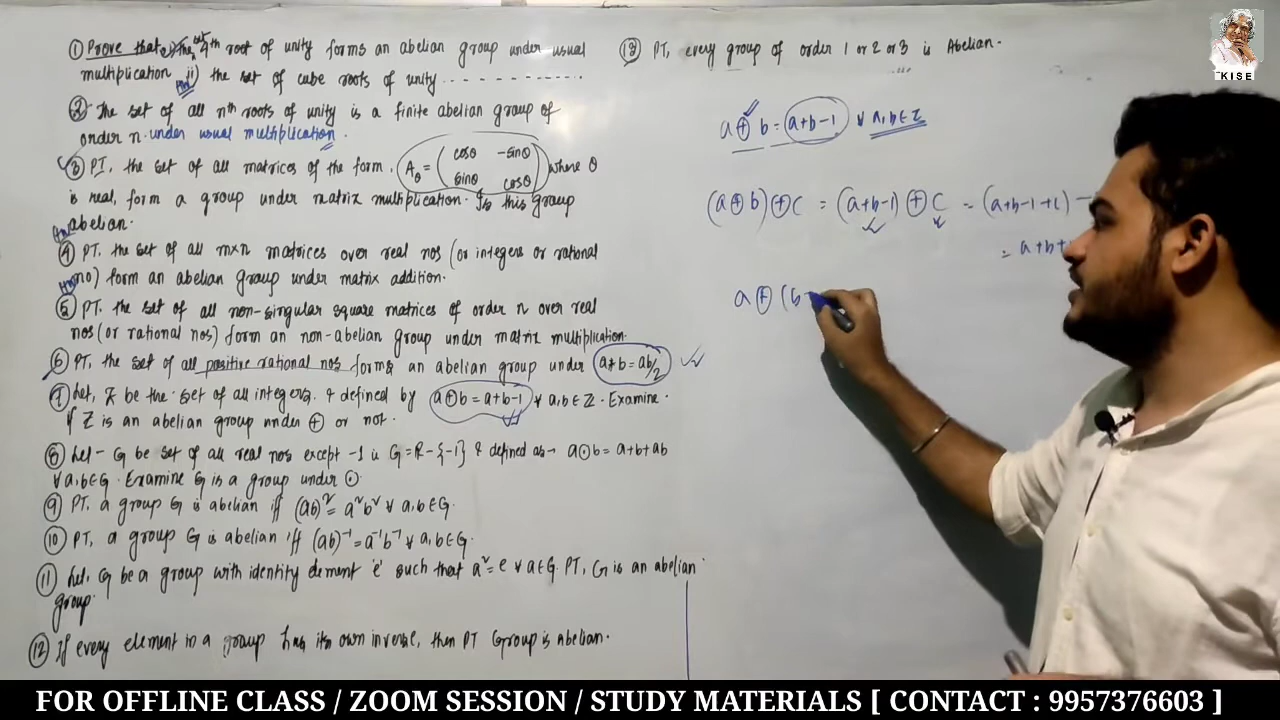 ① Prove that i) The set 4th root of unity forms an abelian group under usual
multiplication ii) the set of cube roots of unity - - - - - - - - - - -
② The set of all nth roots of unity is a finite abelian group of
order n under usual multiplication.
③ PT, the set of all matrices of the form, A_θ = ( cosθ -sinθ sinθ cosθ ) where θ
is real, form a group under matrix multiplication. Is this group
abelian.
④ PT, the set of all m×n matrices over real nos (or integers or rational
no) form an abelian group under matrix addition.
⑤ PT, the set of all non-singular square matrices of order n over real
nos (or rational nos) form an non-abelian group under matrix multiplication.
⑥ PT, the set of all positive rational nos forms an abelian group under a*b = ab/2
⑦ Let, Z be the set of all integers & defined by a⊕b = a+b-1 ∀ a,b∈Z. Examine
if Z is an abelian group under ⊕ or not.
⑧ Let- G be set of all real nos except -1 ie G = R - {-1} & defined as→ a⊙b = a+b+ab
∀ a,b∈G. Examine G is a group under ⊙.
⑨ PT, a group G is abelian if (ab)² = a²b² ∀ a,b∈G.
⑩ PT, a group G is abelian iff (ab)⁻¹ = a⁻¹b⁻¹ ∀ a,b∈G.
⑪ Let, G be a group with identity element 'e' such that a² = e ∀ a∈G. PT, G is an abelian
group.
⑫ If every element in a group has its own inverse, then PT Group is Abelian.
⑬ PT, every group of order 1 or 2 or 3 is Abelian.
a⊕b = a+b-1 ∀ a,b∈Z
(a⊕b)⊕c = (a+b-1)⊕c = (a+b-1+c) -
= a+b+
a⊕(b
KISE
FOR OFFLINE CLASS / ZOOM SESSION / STUDY MATERIALS [ CONTACT : 9957376603 ]